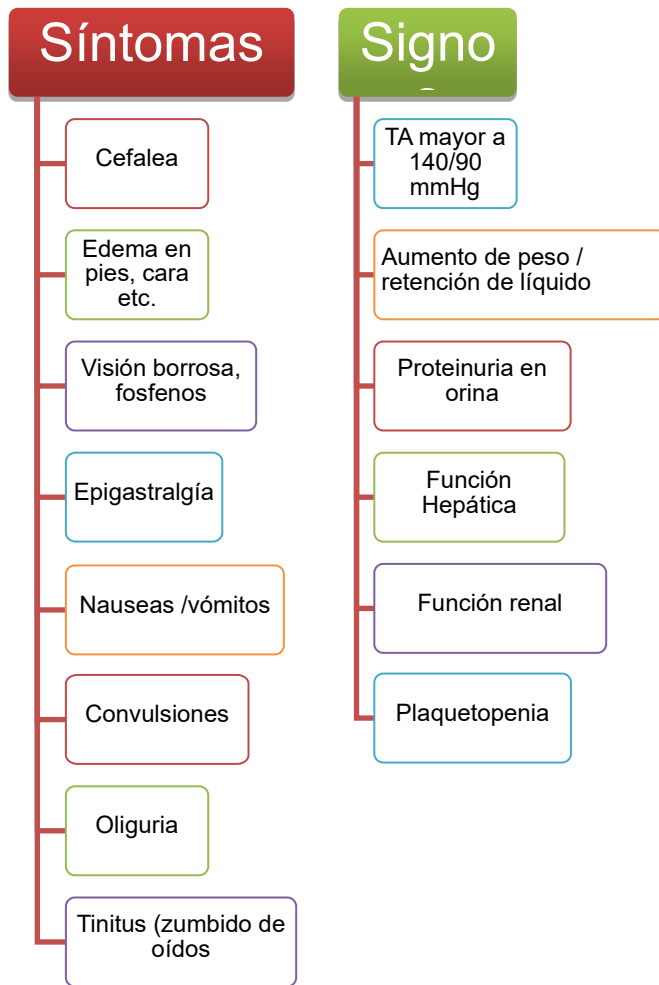 Síntomas
Cefalea
Edema en
pies, cara
etc.
Visión borrosa,
fosfenos
Epigastralgía
Nauseas /vómitos
Convulsiones
Oliguria
Tinitus (zumbido de
oídos
Signo
TA mayor a
140/90
mmHg
Aumento de peso /
retención de líquido
Proteinuria en
orina
Función
Hepática
Función renal
Plaquetopenia